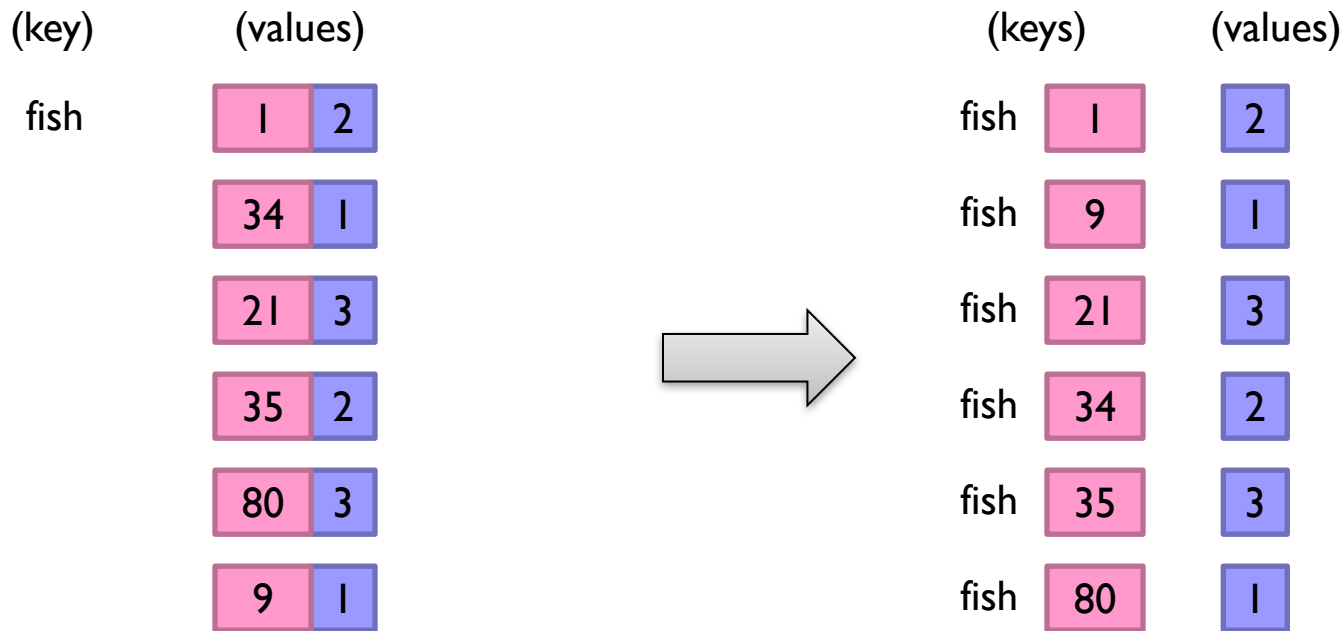 (key) (values) (keys) (values)
fish 1 2 fish 1 2
34 1 fish 9 1
21 3 fish 21 3
35 2 fish 34 2
80 3 fish 35 3
9 1 fish 80 1